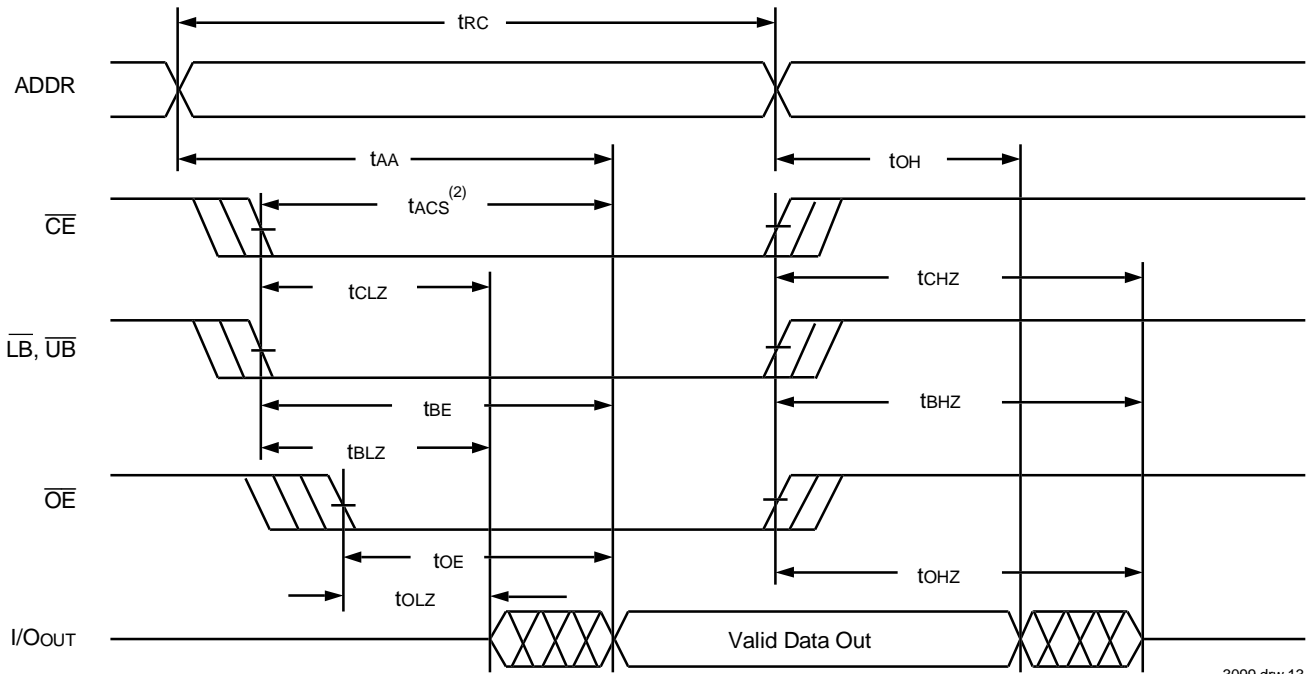 tRC
ADDR
tAA
tOH
tACS(2)
CE
tCLZ
tCHZ
LB, UB
tBE
tBHZ
tBLZ
OE
tOE
tOHZ
tOLZ
I/OOUT
Valid Data Out